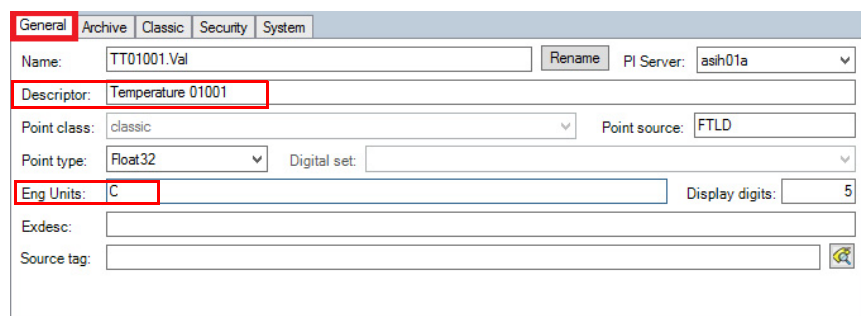 General Archive Classic Security System
Name: TT01001.Val Rename PI Server: asih01a
Descriptor: Temperature 01001
Point class: classic Point source: FTLD
Point type: Float32 Digital set:
Eng Units: C Display digits: 5
Exdesc:
Source tag: